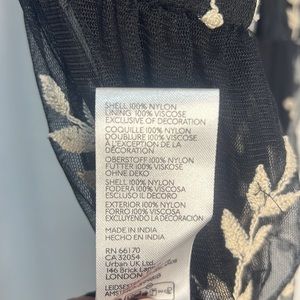 SHELL 100% NYLON
LINING 100% VISCOSE
EXCLUSIVE OF DECORATION
COQUILLE 100% NYLON
DOUBLURE 100% VISCOSE
À L'EXCEPTION DE LA
DÉCORATION
OBERSTOFF 100% NYLON
FUTTER 100% VISKOSE
OHNE DEKO
SHELL 100% NYLON
FODERA 100% VISCOSA
ESCLUSO IL DECORO
EXTERIOR 100% NYLON
FORRO 100% VISCOSA
EXCLUYENDO LA DECORACIÓN
MADE IN INDIA
HECHO EN INDIA
RN 66170
CA 32054
Urban UK Ltd.
146 Brick Lane
LONDON
LEIDSE
AMS